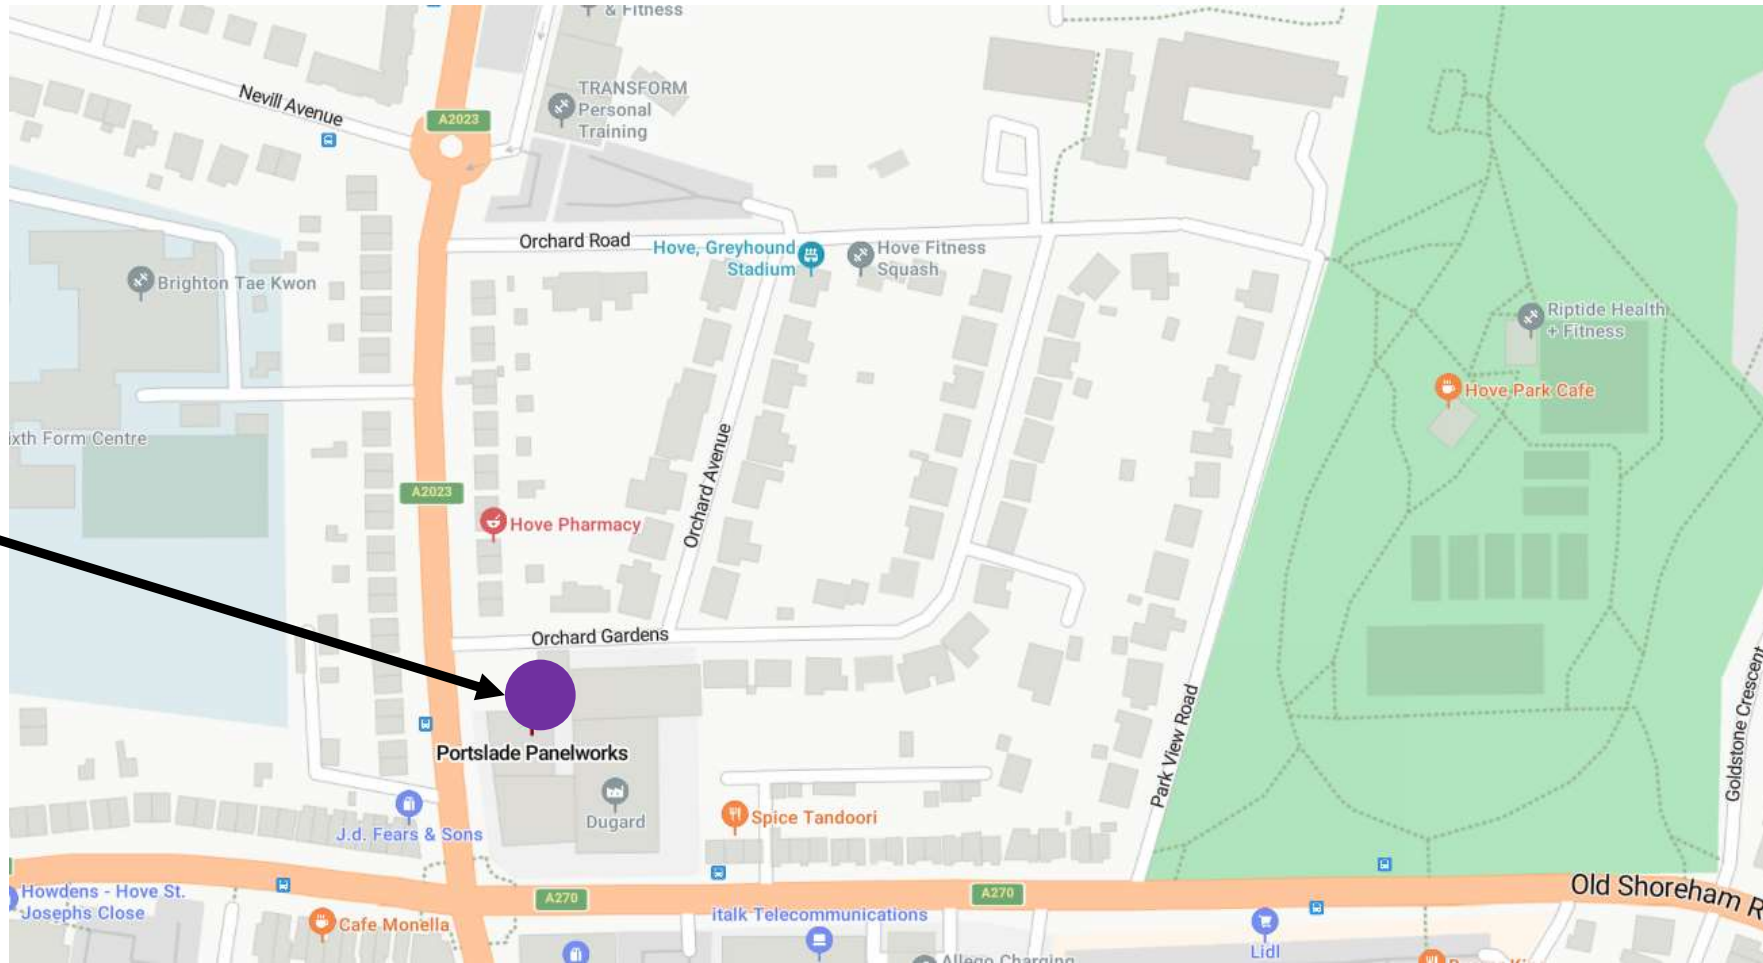 & Fitness
Nevill Avenue
A2023
TRANSFORM
Personal
Training
Orchard Road
Hove, Greyhound
Stadium
Hove Fitness
Squash
Brighton Tae Kwon
Riptide Health
+ Fitness
Hove Park Cafe
ixth Form Centre
Orchard Avenue
A2023
Hove Pharmacy
Orchard Gardens
Portslade Panelworks
Park View Road
Goldstone Crescent
Dugard
Spice Tandoori
J.d. Fears & Sons
Old Shoreham R
Howdens - Hove St.
Josephs Close
A270
A270
Cafe Monella
italk Telecommunications
Lidl
Allego Charging